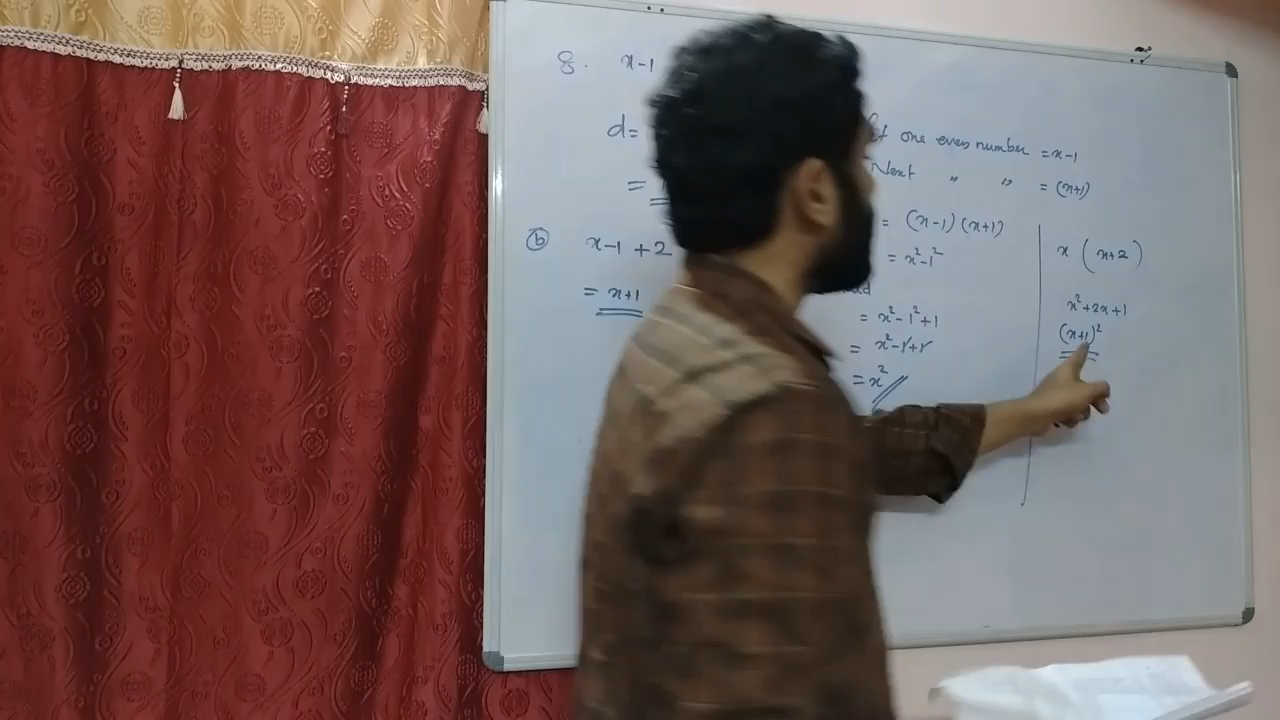 8. x-1
d=
=
ⓑ x-1 +2
= x+1
one even number = x-1
Next " " = (x+1)
= (x-1) (x+1)
= x²-1²
= x²-1²+1
= x²-1+1
= x²
x (x+2)
x²+2x+1
(x+1)²